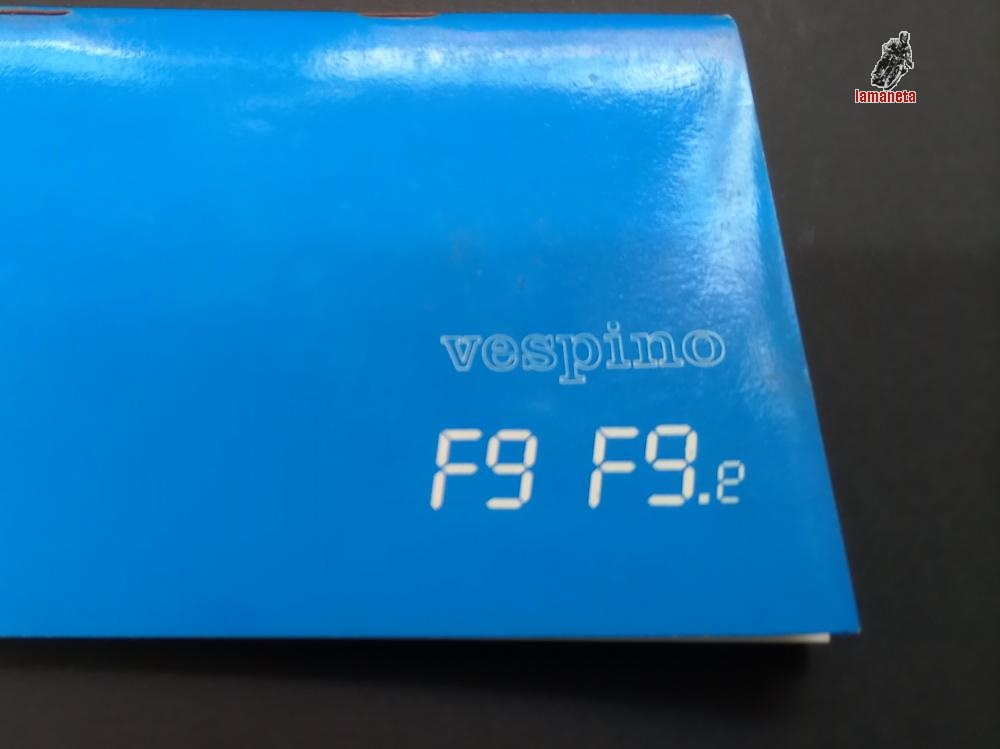 lamaneta
vespino
F9 F9.e